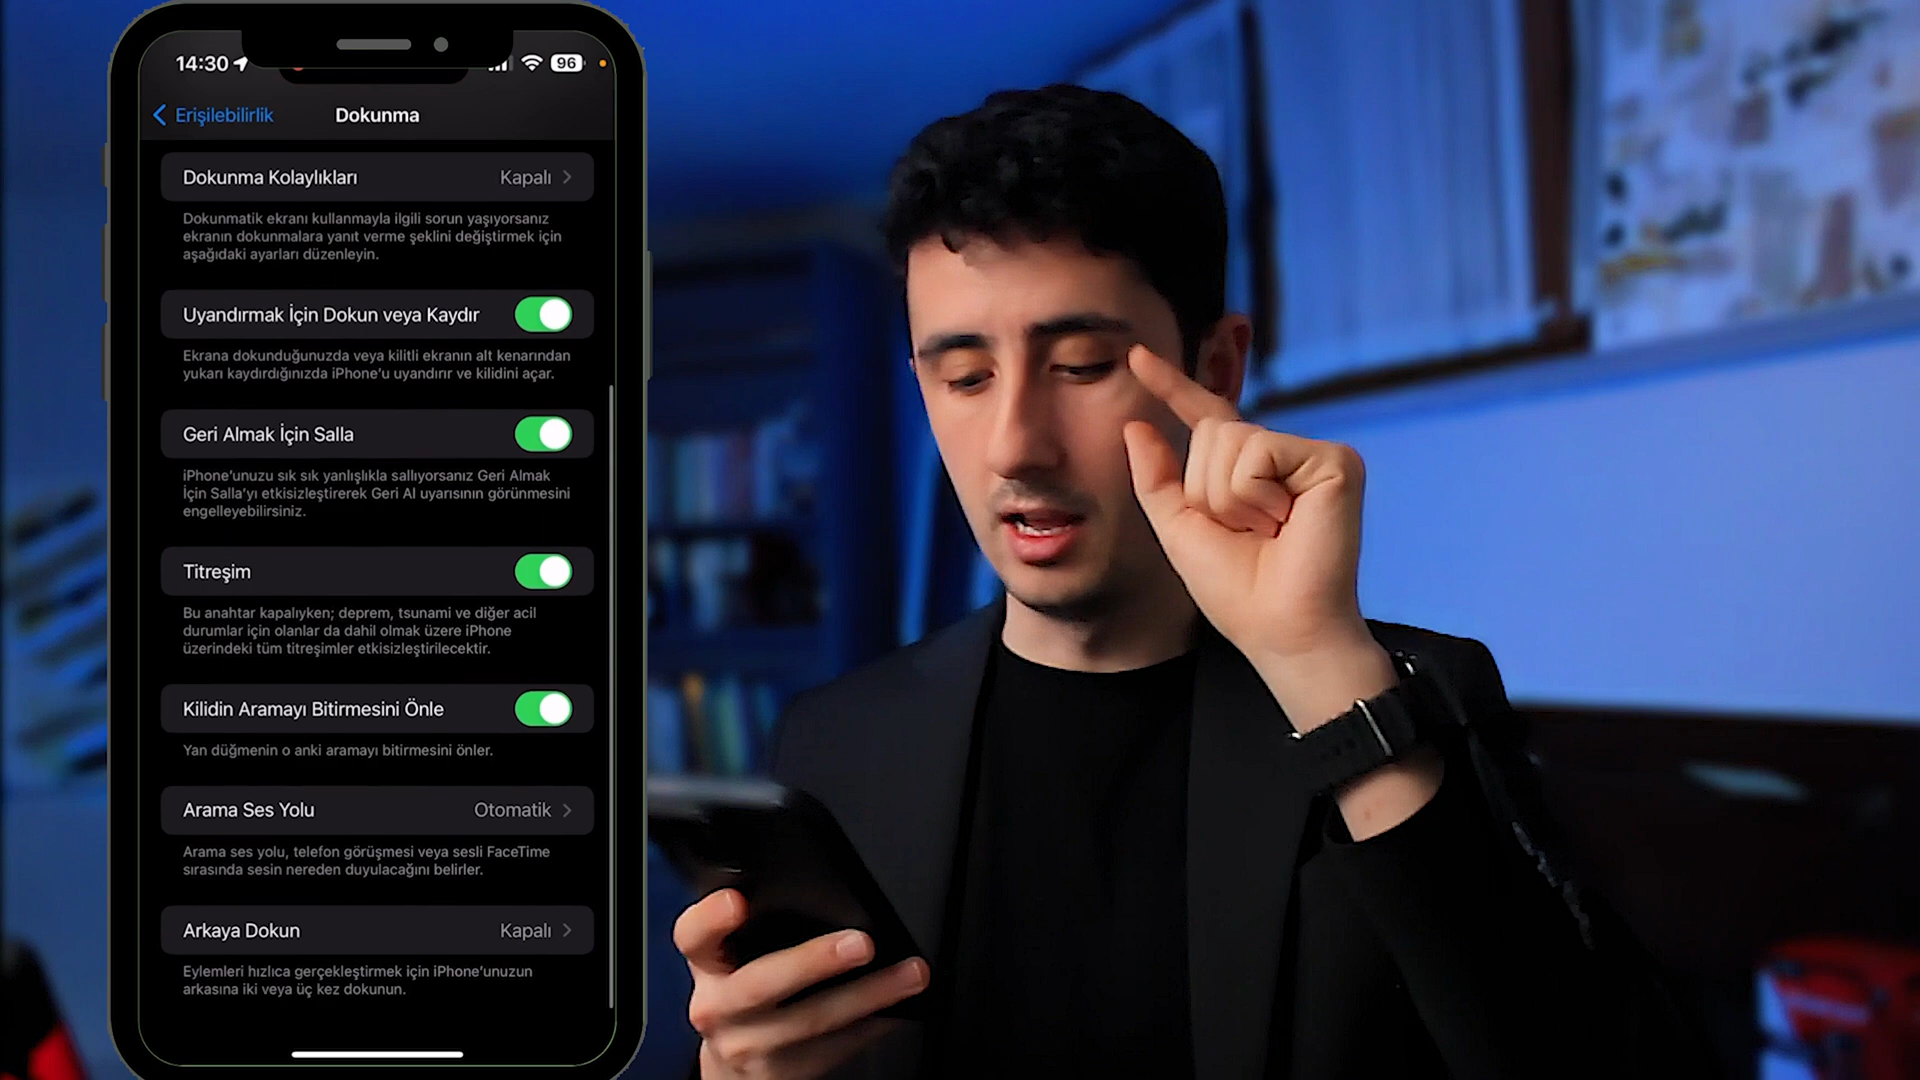 14:30
96
Erişilebilirlik
Dokunma
Dokunma Kolaylıkları
Kapalı
Dokunmatik ekranı kullanmayla ilgili sorun yaşıyorsanız
ekranın dokunmalara yanıt verme şeklini değiştirmek için
aşağıdaki ayarları düzenleyin.
Uyandırmak İçin Dokun veya Kaydır
Ekrana dokunduğunuzda veya kilitli ekranın alt kenarından
yukarı kaydırdığınızda iPhone'u uyandırır ve kilidini açar.
Geri Almak İçin Salla
iPhone'unuzu sık sık yanlışlıkla sallıyorsanız Geri Almak
İçin Salla'yı etkisizleştirerek Geri Al uyarısının görünmesini
engelleyebilirsiniz.
Titreşim
Bu anahtar kapalıyken; deprem, tsunami ve diğer acil
durumlar için olanlar da dahil olmak üzere iPhone
üzerindeki tüm titreşimler etkisizleştirilecektir.
Kilidin Aramayı Bitirmesini Önle
Yan düğmenin o anki aramayı bitirmesini önler.
Arama Ses Yolu
Otomatik
Arama ses yolu, telefon görüşmesi veya sesli FaceTime
sırasında sesin nereden duyulacağını belirler.
Arkaya Dokun
Kapalı
Eylemleri hızlıca gerçekleştirmek için iPhone'unuzun
arkasına iki veya üç kez dokunun.